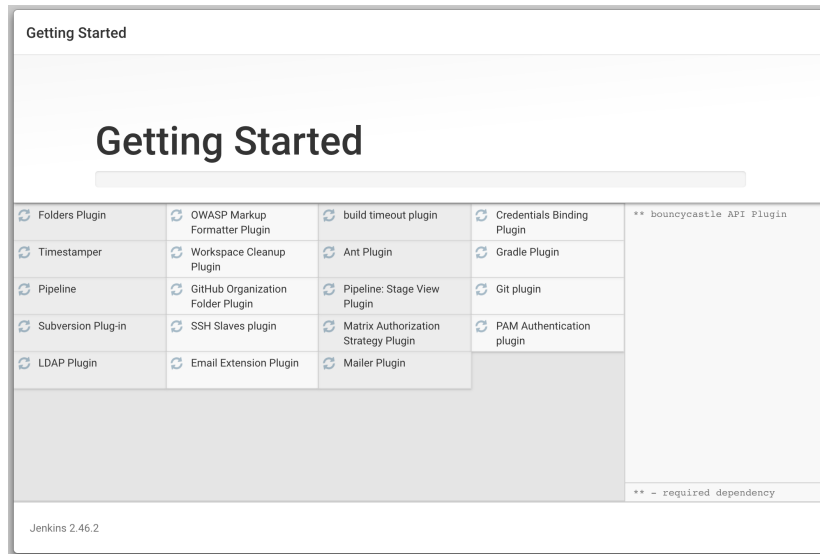 Getting Started
Getting Started
Folders Plugin
OWASP Markup
Formatter Plugin
build timeout plugin
Credentials Binding
Plugin
** bouncycastle API Plugin
Timestamper
Workspace Cleanup
Plugin
Ant Plugin
Gradle Plugin
Pipeline
GitHub Organization
Folder Plugin
Pipeline: Stage View
Plugin
Git plugin
Subversion Plug-in
SSH Slaves plugin
Matrix Authorization
Strategy Plugin
PAM Authentication
plugin
LDAP Plugin
Email Extension Plugin
Mailer Plugin
** - required dependency
Jenkins 2.46.2